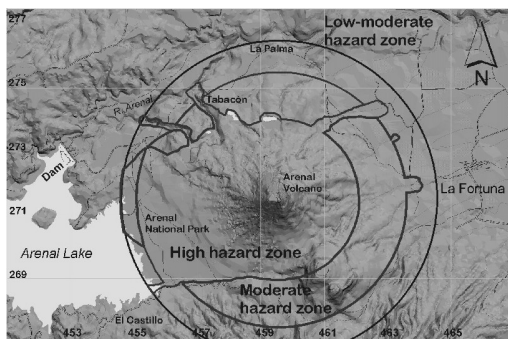 277
Low-moderate
hazard zone
La Palma
N
275
R. Arenal
Tabacón
273
Dam
Arenal
Volcano
La Fortuna
271
Arenal
National Park
Arenal Lake
High hazard zone
269
Moderate
hazard zone
El Castillo
453 455 457 459 461 463 465